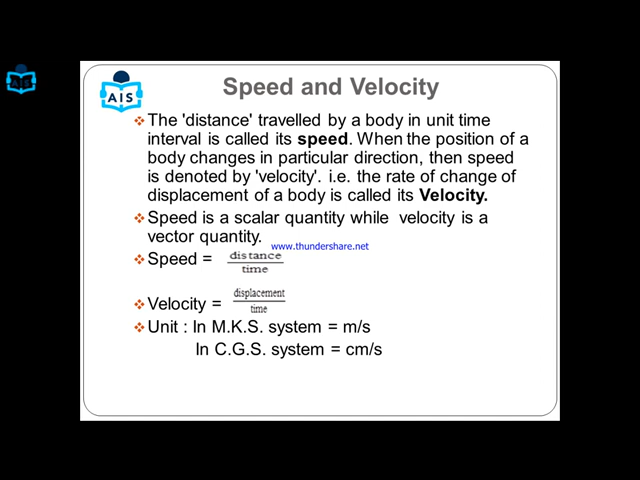 AIS
AIS
Speed and Velocity
❖The 'distance' travelled by a body in unit time
interval is called its speed. When the position of a
body changes in particular direction, then speed
is denoted by 'velocity'. i.e. the rate of change of
displacement of a body is called its Velocity.
❖Speed is a scalar quantity while velocity is a
vector quantity.
www.thundershare.net
❖Speed = distance
time
❖Velocity = displacement
time
❖Unit : In M.K.S. system = m/s
In C.G.S. system = cm/s